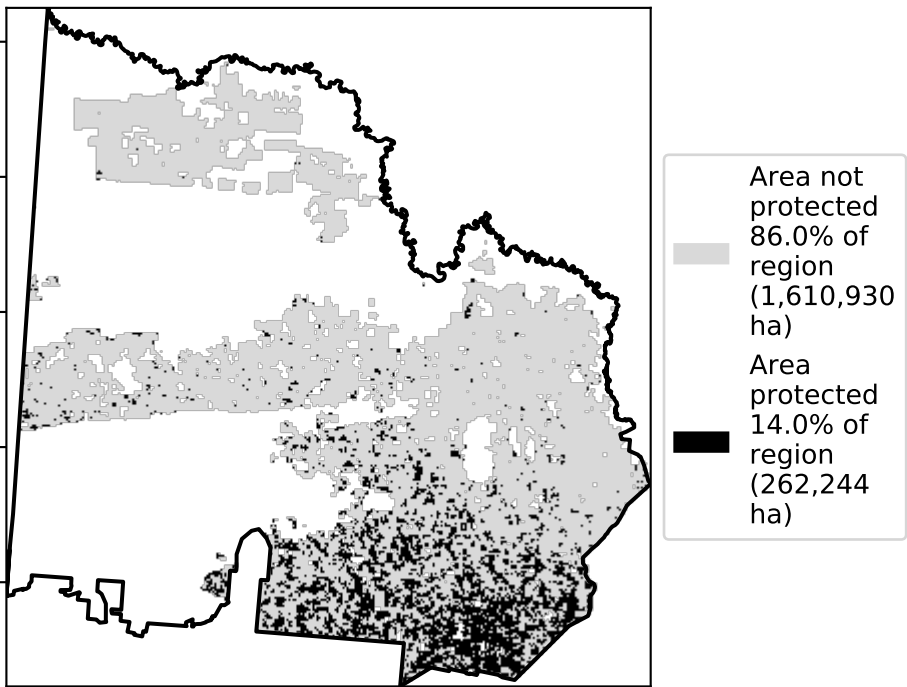 Area not
protected
86.0% of
region
(1,610,930
ha)
Area
protected
14.0% of
region
(262,244
ha)